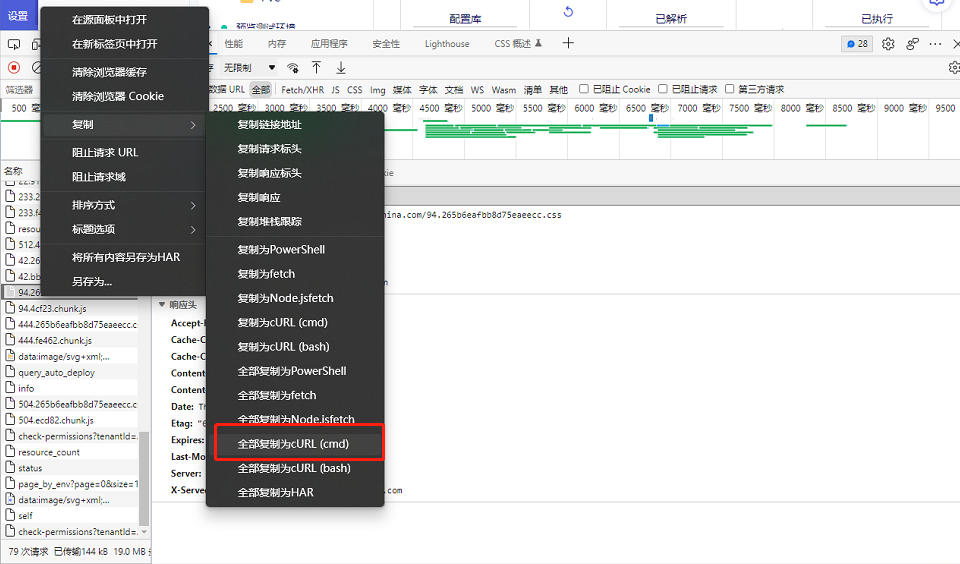 设置
在源面板中打开
在新标签页中打开
清除浏览器缓存
清除浏览器 Cookie
复制
阻止请求 URL
阻止请求域
排序方式
标题选项
将所有内容另存为HAR
另存为...
预览测试环境
配置库
已解析
已执行
性能
内存
应用程序
安全性
Lighthouse
CSS 概述
28
无限制
筛选器
数据 URL
全部
Fetch/XHR
JS
CSS
Img
媒体
字体
文档
WS
Wasm
清单
其他
已阻止 Cookie
已阻止请求
第三方请求
500 毫秒
2500 毫秒
3000 毫秒
3500 毫秒
4000 毫秒
4500 毫秒
5000 毫秒
5500 毫秒
6000 毫秒
6500 毫秒
7000 毫秒
7500 毫秒
8000 毫秒
8500 毫秒
9000 毫秒
9500
名称
kie
复制链接地址
复制请求标头
复制响应标头
复制响应
复制堆栈跟踪
复制为PowerShell
复制为fetch
复制为Node.jsfetch
复制为cURL (cmd)
复制为cURL (bash)
全部复制为PowerShell
全部复制为fetch
全部复制为Node.jsfetch
全部复制为cURL (cmd)
全部复制为cURL (bash)
全部复制为HAR
hina.com/94.265b6eafbb8d75eaeecc.css
响应头
Accept-
Cache-C
Cache-C
Content
Content
Date: Th
Etag: "6
Expires:
Last-Mo
Server:
X-Serve
.com
233.2
233.f4
resou
512.4
42.26
42.bb
94.26
94.4cf23.chunk.js
444.265b6eafbb8d75eaeecc.c
444.fe462.chunk.js
data:image/svg+xml;...
query_auto_deploy
info
504.265b6eafbb8d75eaeecc.c
504.ecd82.chunk.js
check-permissions?tenantId=...
resource_count
status
page_by_env?page=0&size=1
data:image/svg+xml;...
self
check-permissions?tenantId=...
79 次请求 已传输144 kB 19.0 MB